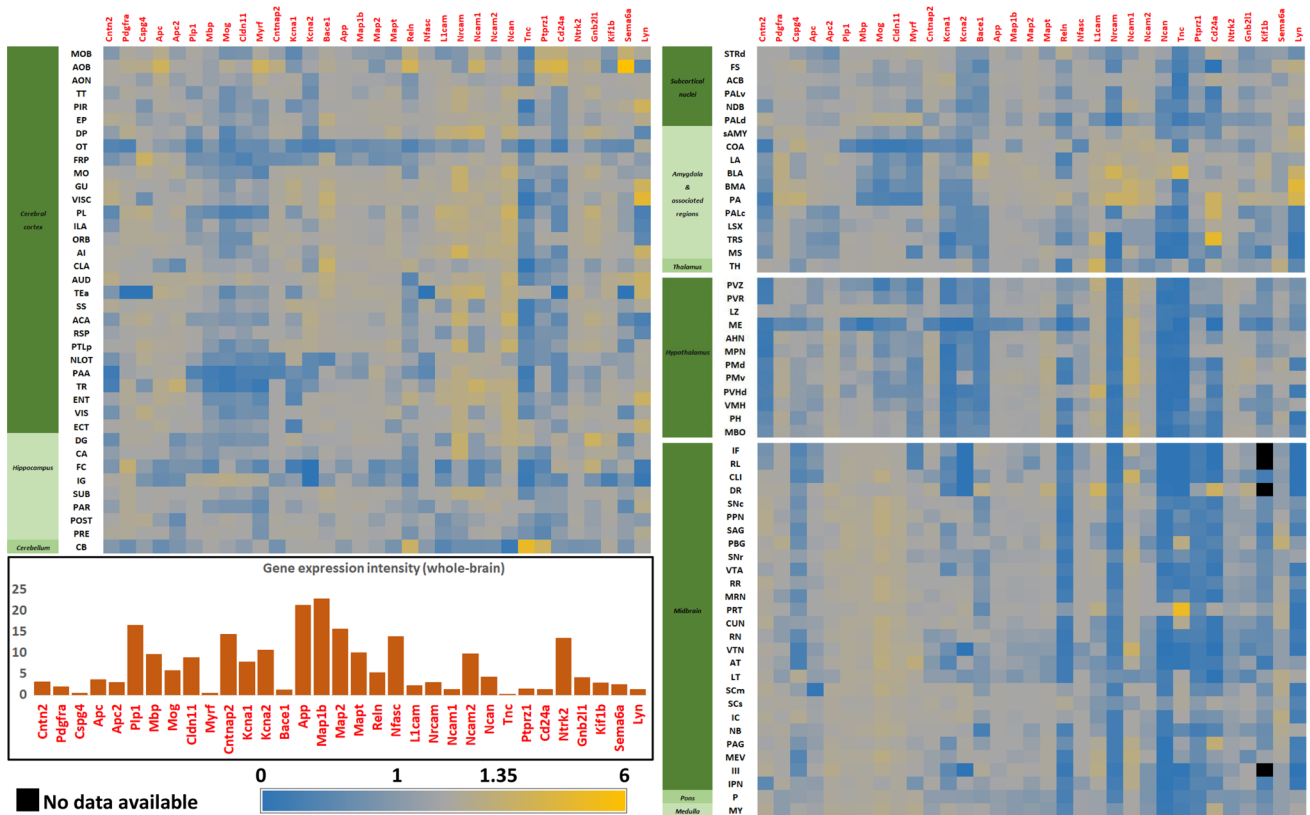 Cntn2 Pdgfra Cspg4 Apc Apc2 Plp1 Mbp Mog Cldn11 Myrf Cntnap2 Kcna1 Kcna2 Bace1 App Map1b Map2 Mapt Reln Nfasc L1cam Nrcam Ncam1 Ncam2 Ncan Tnc Ptprz1 Cd24a Ntrk2 Gnb2l1 Kif1b Sema6a Lyn
Cerebral cortex
MOB
AOB
AON
TT
PIR
EP
DP
OT
FRP
MO
GU
VISC
PL
ILA
ORB
AI
CLA
AUD
TEa
SS
ACA
RSP
PTLp
NLOT
PAA
TR
ENT
VIS
ECT
Hippocampus
DG
CA
FC
IG
SUB
PAR
POST
PRE
Cerebellum
CB
Gene expression intensity (whole-brain)
25
20
15
10
5
0
Cntn2 Pdgfra Cspg4 Apc Apc2 Plp1 Mbp Mog Cldn11 Myrf Cntnap2 Kcna1 Kcna2 Bace1 App Map1b Map2 Mapt Reln Nfasc L1cam Nrcam Ncam1 Ncam2 Ncan Tnc Ptprz1 Cd24a Ntrk2 Gnb2l1 Kif1b Sema6a Lyn
No data available
0 1 1.35 6
Cntn2 Pdgfra Cspg4 Apc Apc2 Plp1 Mbp Mog Cldn11 Myrf Cntnap2 Kcna1 Kcna2 Bace1 App Map1b Map2 Mapt Reln Nfasc L1cam Nrcam Ncam1 Ncam2 Ncan Tnc Ptprz1 Cd24a Ntrk2 Gnb2l1 Kif1b Sema6a Lyn
Subcortical
nuclei
STRd
FS
ACB
PALv
NDB
PALd
Amygdala
&
associated
regions
sAMY
COA
LA
BLA
BMA
PA
PALc
LSX
TRS
MS
Thalamus
TH
Hypothalamus
PVZ
PVR
LZ
ME
AHN
MPN
PMd
PMv
PVHd
VMH
PH
MBO
Midbrain
IF
RL
CLI
DR
SNc
PPN
SAG
PBG
SNr
VTA
RR
MRN
PRT
CUN
RN
VTN
AT
LT
SCm
SCs
IC
NB
PAG
MEV
III
IPN
Pons
P
Medulla
MY